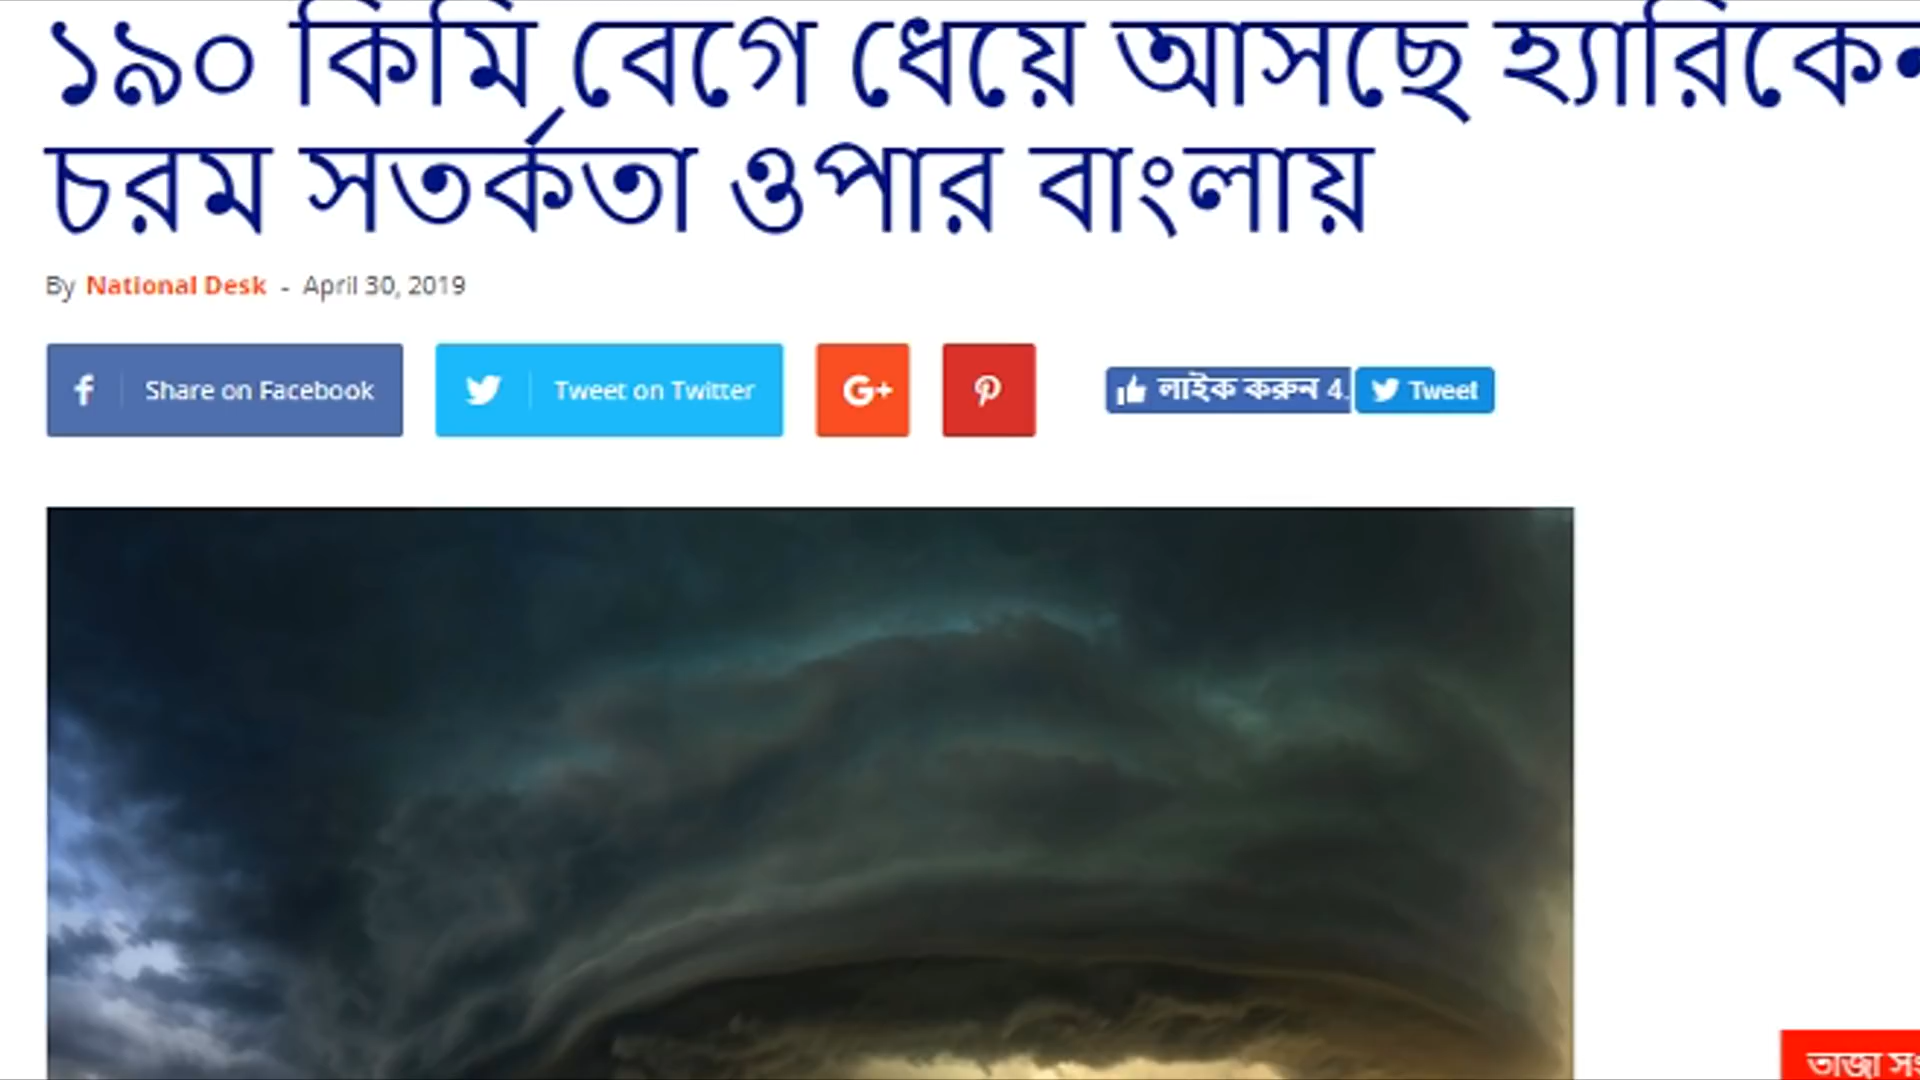 ১৯০ কিমি বেগে ধেয়ে আসছে
চরম সতর্কতা ওপার বাংলায়
By National Desk - April 30, 2019
Share on Facebook Tweet on Twitter G+ লাইক করুন 4. Tweet
তাজা